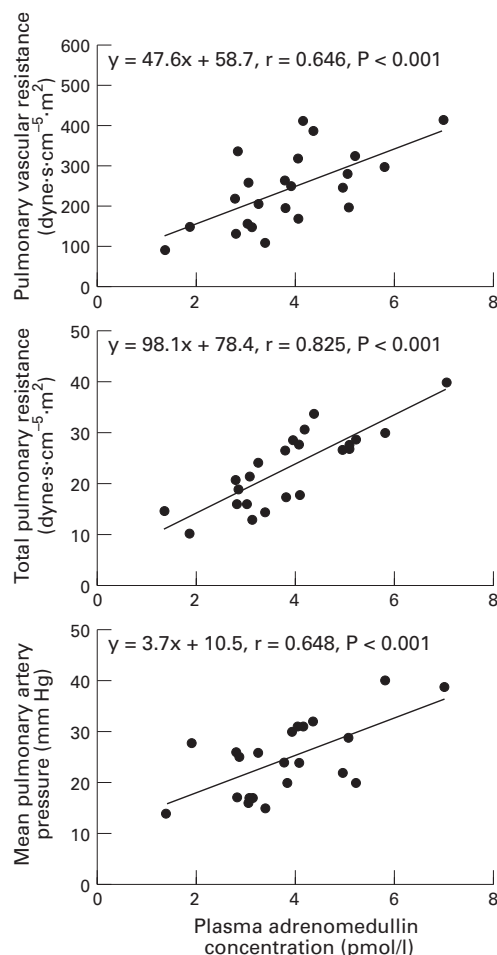 Pulmonary vascular resistance
(dyne·s·cm⁻⁵·m²)
600
500
400
300
200
100
0
y = 47.6x + 58.7, r = 0.646, P < 0.001
0 2 4 6 8
Total pulmonary resistance
(dyne·s·cm⁻⁵·m²)
50
40
30
20
10
0
y = 98.1x + 78.4, r = 0.825, P < 0.001
0 2 4 6 8
Mean pulmonary artery
pressure (mm Hg)
50
40
30
20
10
0
y = 3.7x + 10.5, r = 0.648, P < 0.001
0 2 4 6 8
Plasma adrenomedullin
concentration (pmol/l)